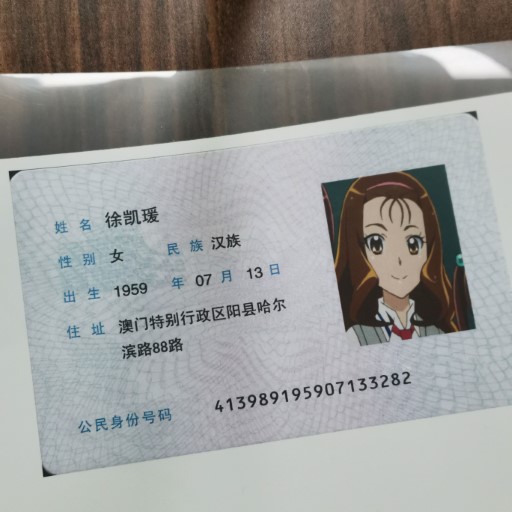 姓名 徐凯瑗
性别 女 民族 汉族
出生 1959 年 07 月 13 日
住址 澳门特别行政区阳县哈尔
滨路88路
公民身份号码 413989195907133282